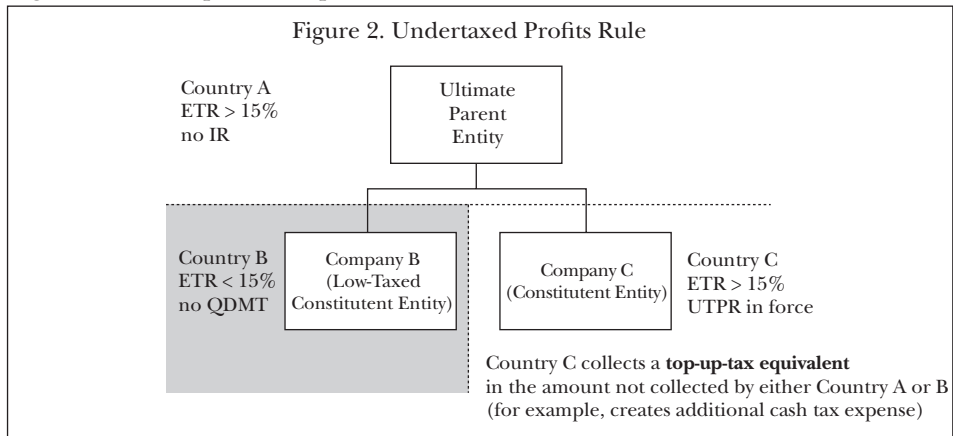 Figure 2. Undertaxed Profits Rule
Country A
ETR > 15%
no IR
Ultimate
Parent
Entity
Country B
ETR < 15%
no QDMT
Company B
(Low-Taxed
Constitutent Entity)
Company C
(Constitutent Entity)
Country C
ETR > 15%
UTPR in force
Country C collects a top-up-tax equivalent
in the amount not collected by either Country A or B
(for example, creates additional cash tax expense)